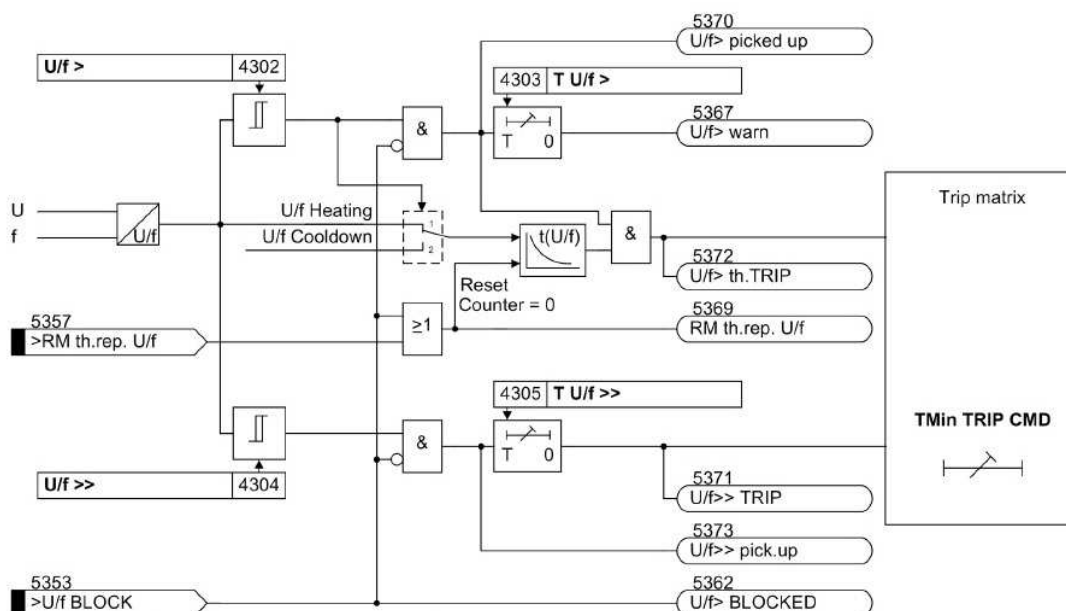 5370
U/f> picked up
U/f >
4302
4303
T U/f >
5367
U/f> warn
&
T
0
Trip matrix
U
f
U/f
U/f Heating
1
U/f Cooldown
2
t(U/f)
&
5372
U/f> th.TRIP
Reset
Counter = 0
5369
RM th.rep. U/f
5357
>RM th.rep. U/f
≥1
4305
T U/f >>
TMin TRIP CMD
&
T
0
U/f >>
4304
5371
U/f>> TRIP
5373
U/f>> pick.up
5353
>U/f BLOCK
5362
U/f> BLOCKED